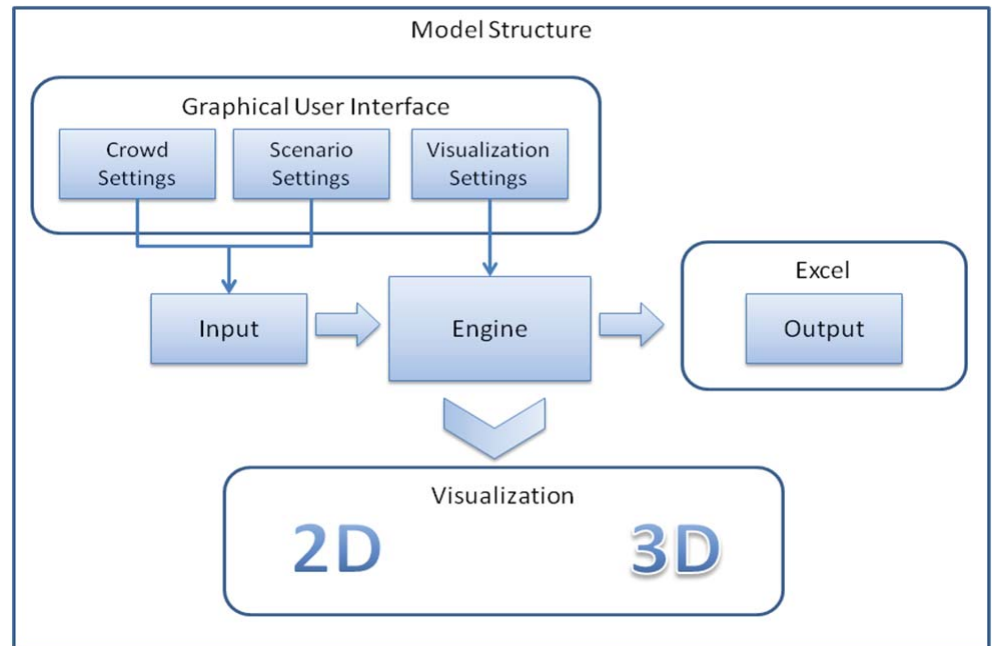 Model Structure
Graphical User Interface
Crowd
Settings
Scenario
Settings
Visualization
Settings
Input
Engine
Excel
Output
Visualization
2D
3D